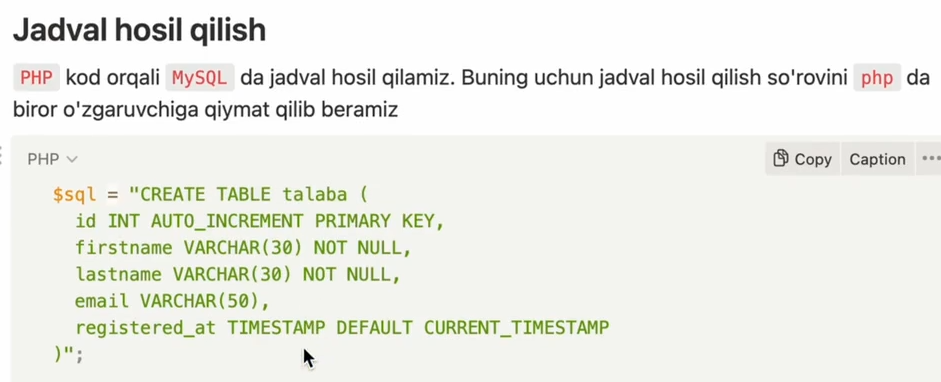 Jadval hosil qilish
PHP kod orqali MySQL da jadval hosil qilamiz. Buning uchun jadval hosil qilish so'rovini php da
biror o'zgaruvchiga qiymat qilib beramiz
PHP
Copy Caption
$sql = "CREATE TABLE talaba (
id INT AUTO_INCREMENT PRIMARY KEY,
firstname VARCHAR(30) NOT NULL,
lastname VARCHAR(30) NOT NULL,
email VARCHAR(50),
registered_at TIMESTAMP DEFAULT CURRENT_TIMESTAMP
)";